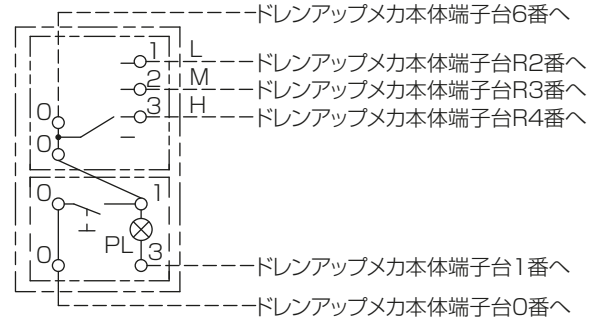 ドレンアップメカ本体端子台6番へ
1 L ドレンアップメカ本体端子台R2番へ
2 M ドレンアップメカ本体端子台R3番へ
0 3 H ドレンアップメカ本体端子台R4番へ
0
0 1
PL
0 3 ドレンアップメカ本体端子台1番へ
ドレンアップメカ本体端子台0番へ